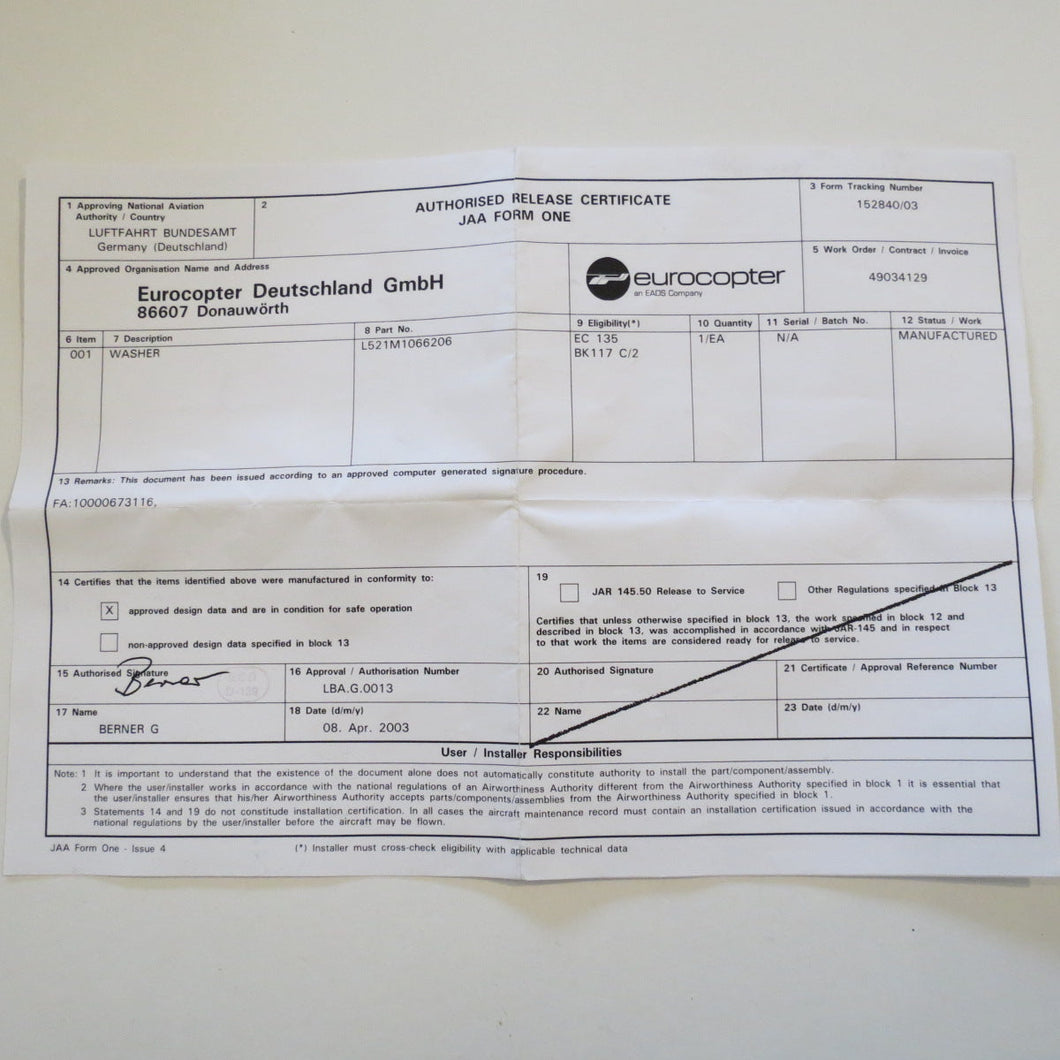 1 Approving National Aviation
Authority / Country
LUFTFAHRT BUNDESAMT
Germany (Deutschland)
2
AUTHORISED RELEASE CERTIFICATE
JAA FORM ONE
3 Form Tracking Number
152840/03
4 Approved Organisation Name and Address
Eurocopter Deutschland GmbH
86607 Donauwörth
eurocopter
an EADS Company
5 Work Order / Contract / Invoice
49034129
6 Item
7 Description
8 Part No.
9 Eligibility(*)
10 Quantity
11 Serial / Batch No.
12 Status / Work
001
WASHER
L521M1066206
EC 135
BK117 C/2
1/EA
N/A
MANUFACTURED
13 Remarks: This document has been issued according to an approved computer generated signature procedure.
FA:10000673116,
14 Certifies that the items identified above were manufactured in conformity to:
X approved design data and are in condition for safe operation
non-approved design data specified in block 13
19
JAR 145.50 Release to Service
Other Regulations specified in Block 13
Certifies that unless otherwise specified in block 13, the work specified in block 12 and
described in block 13, was accomplished in accordance with JAR-145 and in respect
to that work the items are considered ready for release to service.
15 Authorised Signature
Berner
16 Approval / Authorisation Number
LBA.G.0013
17 Name
BERNER G
18 Date (d/m/y)
08. Apr. 2003
20 Authorised Signature
21 Certificate / Approval Reference Number
22 Name
23 Date (d/m/y)
User / Installer Responsibilities
Note: 1 It is important to understand that the existence of the document alone does not automatically constitute authority to install the part/component/assembly.
2 Where the user/installer works in accordance with the national regulations of an Airworthiness Authority different from the Airworthiness Authority specified in block 1 it is essential that
the user/installer ensures that his/her Airworthiness Authority accepts parts/components/assemblies from the Airworthiness Authority specified in block 1.
3 Statements 14 and 19 do not constitute installation certification. In all cases the aircraft maintenance record must contain an installation certification issued in accordance with the
national regulations by the user/installer before the aircraft may be flown.
JAA Form One - Issue 4
(*) Installer must cross-check eligibility with applicable technical data